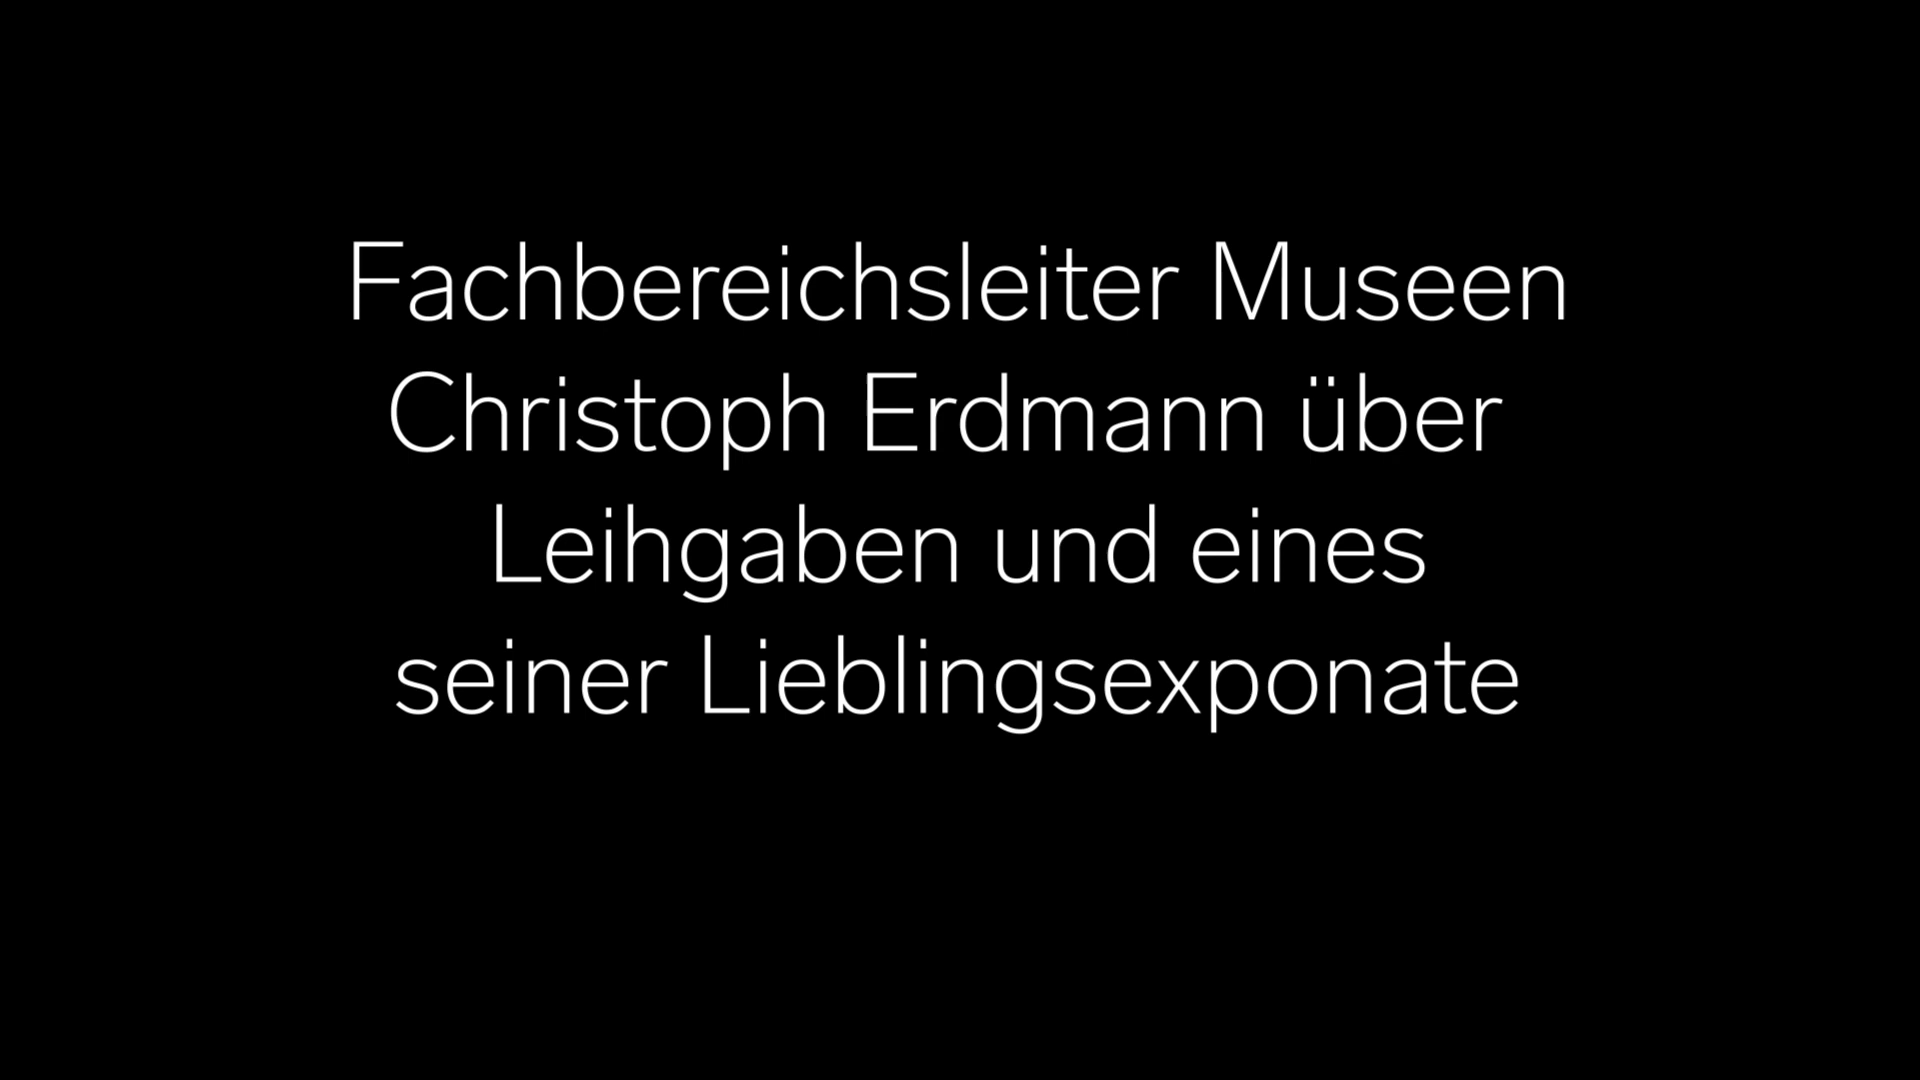 Fachbereichsleiter Museen
Christoph Erdmann über
Leihgaben und eines
seiner Lieblingsexponate